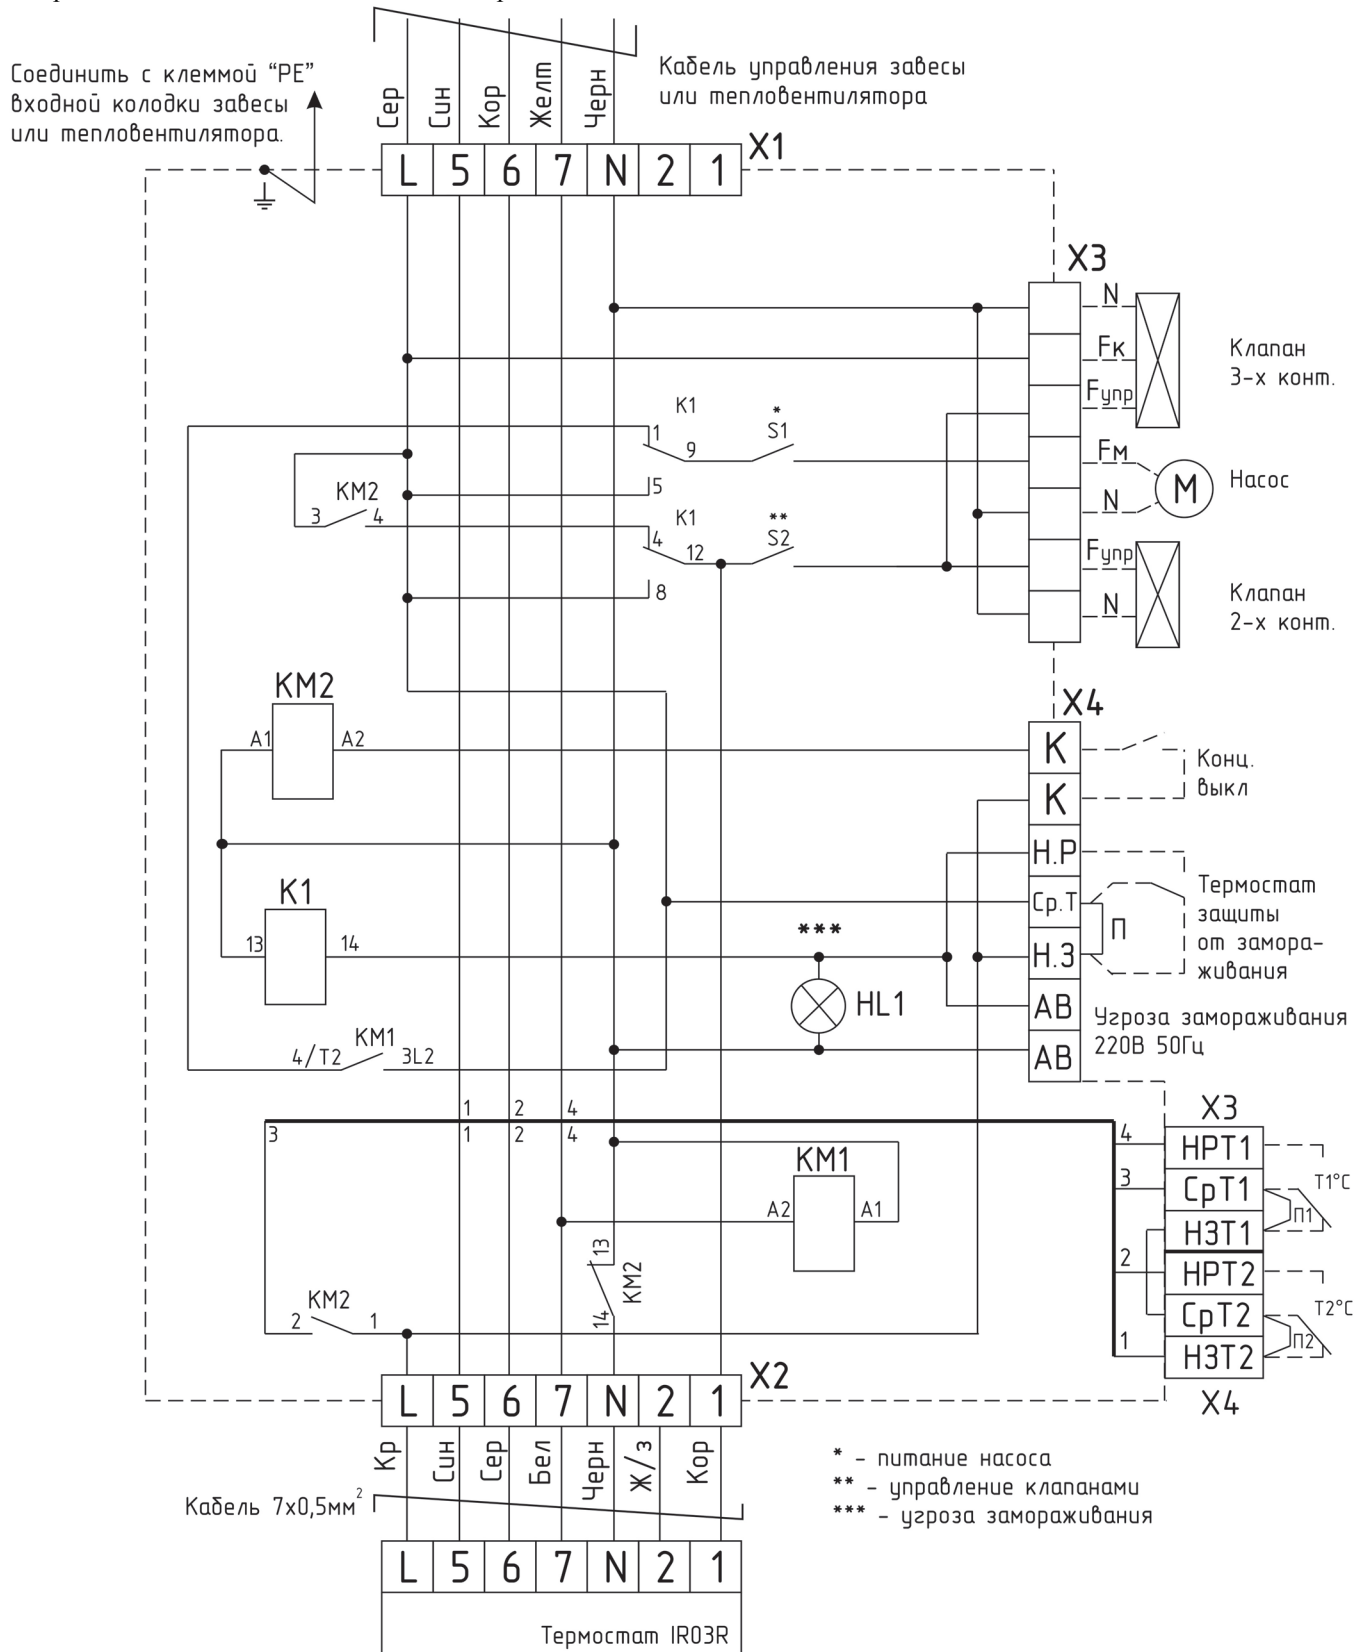 Соединить с клеммой “РЕ”
входной колодки завесы
или тепловентилятора.
Кабель управления завесы
или тепловентилятора
Сер
Син
Кор
Желт
Черн
L 5 6 7 N 2 1
X1
X3
N
Fк
Fупр
Клапан
3-х конт.
Fм
N
M
Насос
Fупр
N
Клапан
2-х конт.
K1
*
S1
1
9
5
KM2
3
4
K1
**
S2
4
12
8
KM2
A1
A2
X4
К
К
Н.Р
Ср.Т
Н.З
АВ
АВ
Конц.
выкл
Термостат
защиты
от замора-
живания
П
Угроза замораживания
220В 50Гц
K1
13
14
***
HL1
KM1
4/T2
3L2
1 2 4
3
1 2 4
KM1
A2
A1
13
KM2
14
KM2
2
1
X3
4
НРТ1
3
СрТ1
НЗТ1
2
НРТ2
СрТ2
1
НЗТ2
X4
Т1°С
П1
Т2°С
П2
L 5 6 7 N 2 1
X2
Кр
Син
Сер
Бел
Черн
Ж/з
Кор
Кабель 7х0,5мм²
* - питание насоса
** - управление клапанами
*** - угроза замораживания
L 5 6 7 N 2 1
Термостат IR03R